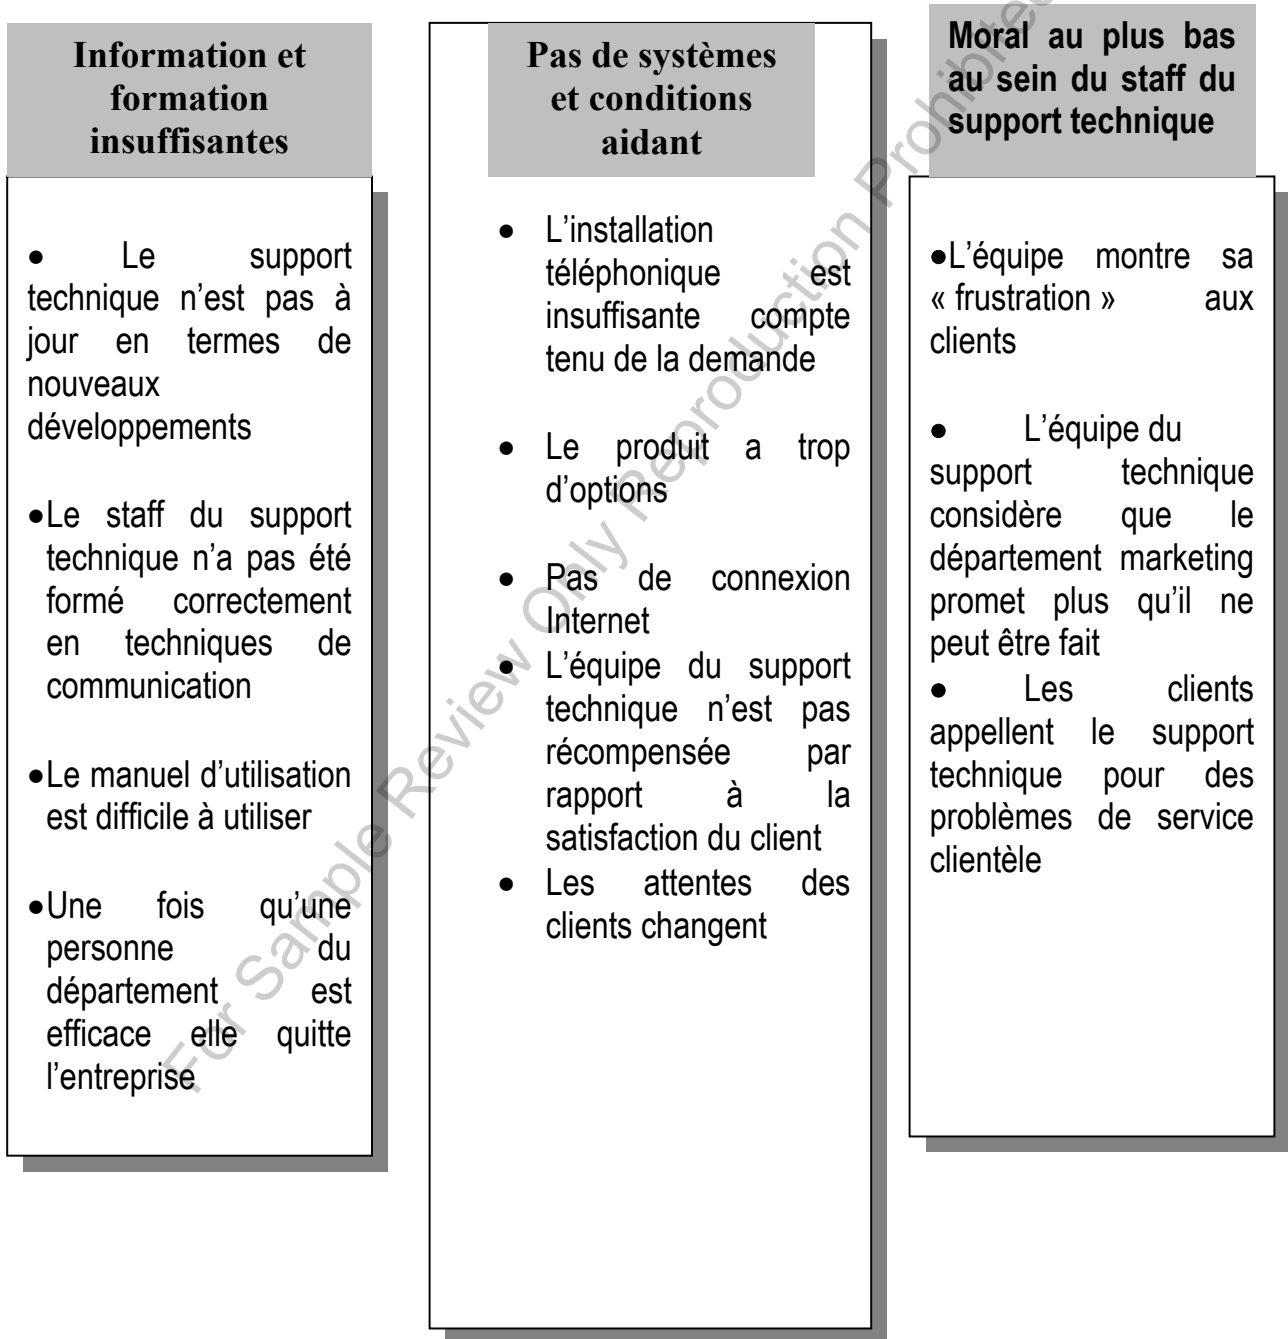 Information et
formation
insuffisantes
• Le support
technique n’est pas à
jour en termes de
nouveaux
développements
•Le staff du support
technique n’a pas été
formé correctement
en techniques de
communication
•Le manuel d’utilisation
est difficile à utiliser
•Une fois qu’une
personne du
département est
efficace elle quitte
l’entreprise
Pas de systèmes
et conditions
aidant
• L’installation
téléphonique est
insuffisante compte
tenu de la demande
• Le produit a trop
d’options
• Pas de connexion
Internet
• L’équipe du support
technique n’est pas
récompensée par
rapport à la
satisfaction du client
• Les attentes des
clients changent
Moral au plus bas
au sein du staff du
support technique
•L’équipe montre sa
« frustration » aux
clients
• L’équipe du
support technique
considère que le
département marketing
promet plus qu’il ne
peut être fait
• Les clients
appellent le support
technique pour des
problèmes de service
clientèle
For Sample Review Only Reproduction Prohibited